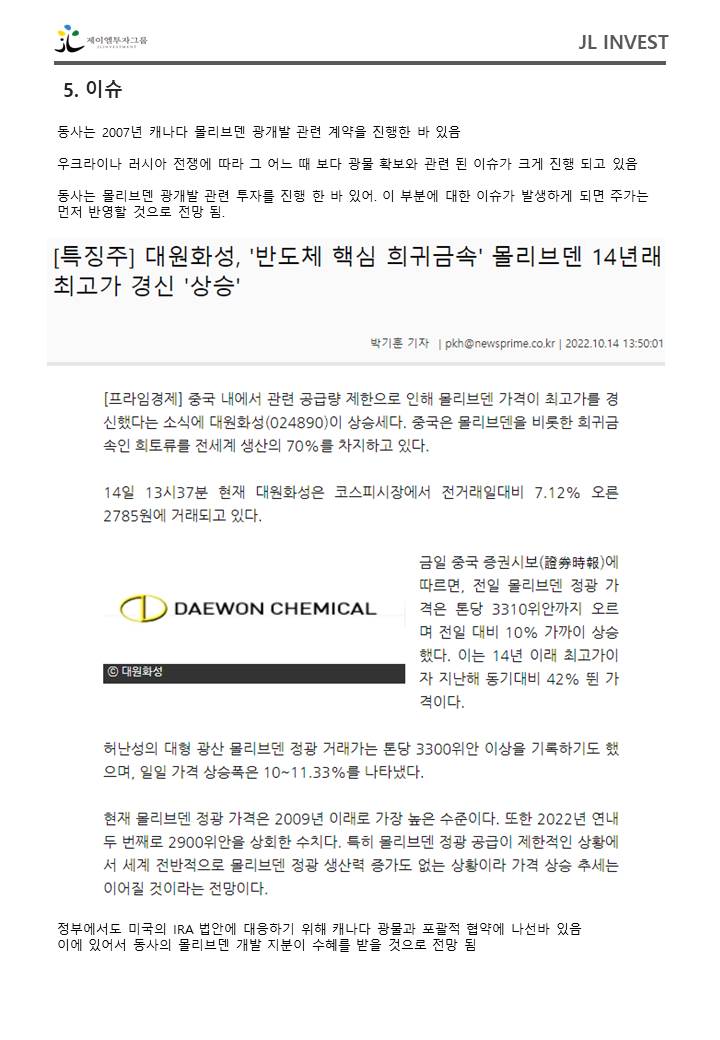 제이엘투자그룹
JL INVESTMENT
JL INVEST
5. 이슈
동사는 2007년 캐나다 몰리브덴 광개발 관련 계약을 진행한 바 있음
우크라이나 러시아 전쟁에 따라 그 어느 때 보다 광물 확보와 관련 된 이슈가 크게 진행 되고 있음
동사는 몰리브덴 광개발 관련 투자를 진행 한 바 있어. 이 부분에 대한 이슈가 발생하게 되면 주가는
먼저 반영할 것으로 전망 됨.
[특징주] 대원화성, '반도체 핵심 희귀금속' 몰리브덴 14년래
최고가 경신 '상승'
박기훈 기자 | pkh@newsprime.co.kr | 2022.10.14 13:50:01
[프라임경제] 중국 내에서 관련 공급량 제한으로 인해 몰리브덴 가격이 최고가를 경
신했다는 소식에 대원화성(024890)이 상승세다. 중국은 몰리브덴을 비롯한 희귀금
속인 희토류를 전세계 생산의 70%를 차지하고 있다.
14일 13시37분 현재 대원화성은 코스피시장에서 전거래일대비 7.12% 오른
2785원에 거래되고 있다.
DAEWON CHEMICAL
ⓒ 대원화성
금일 중국 증권시보(證券時報)에
따르면, 전일 몰리브덴 정광 가
격은 톤당 3310위안까지 오르
며 전일 대비 10% 가까이 상승
했다. 이는 14년 이래 최고가이
자 지난해 동기대비 42% 뛴 가
격이다.
허난성의 대형 광산 몰리브덴 정광 거래가는 톤당 3300위안 이상을 기록하기도 했
으며, 일일 가격 상승폭은 10~11.33%를 나타냈다.
현재 몰리브덴 정광 가격은 2009년 이래로 가장 높은 수준이다. 또한 2022년 연내
두 번째로 2900위안을 상회한 수치다. 특히 몰리브덴 정광 공급이 제한적인 상황에
서 세계 전반적으로 몰리브덴 정광 생산력 증가도 없는 상황이라 가격 상승 추세는
이어질 것이라는 전망이다.
정부에서도 미국의 IRA 법안에 대응하기 위해 캐나다 광물과 포괄적 협약에 나선바 있음
이에 있어서 동사의 몰리브덴 개발 지분이 수혜를 받을 것으로 전망 됨